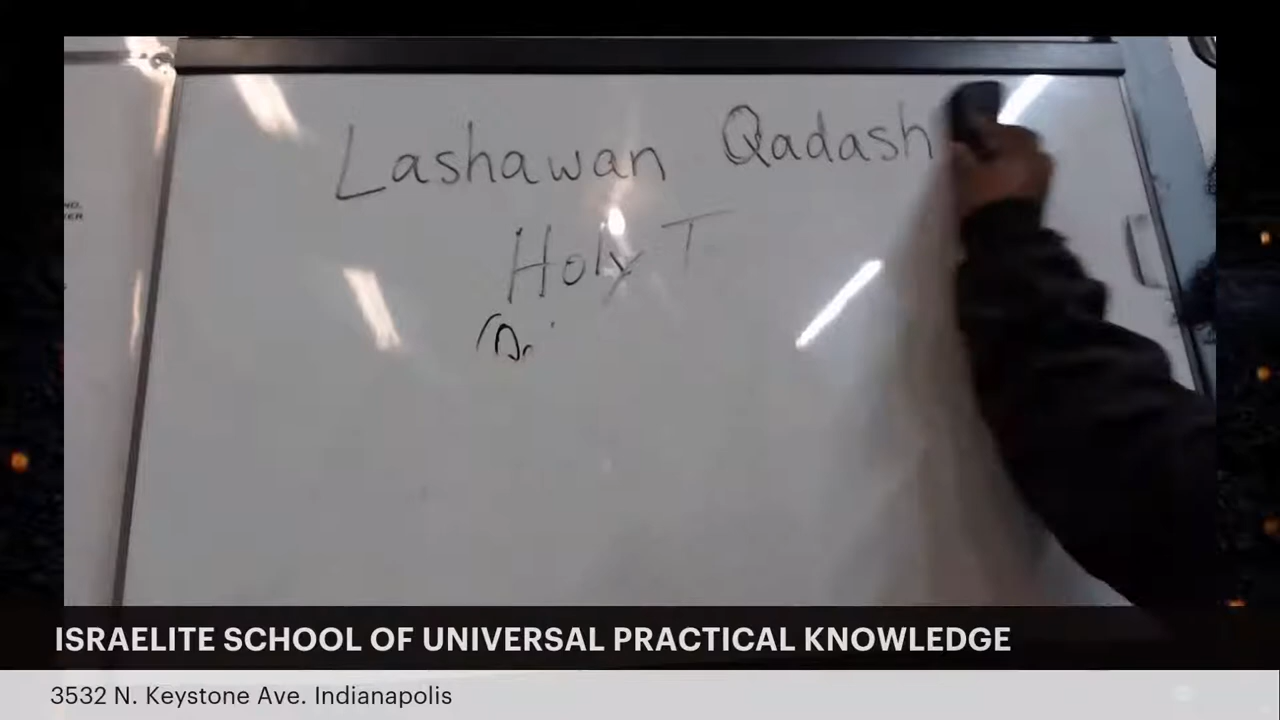 Lashawan Qadash
Holy T
ISRAELITE SCHOOL OF UNIVERSAL PRACTICAL KNOWLEDGE
3532 N. Keystone Ave. Indianapolis